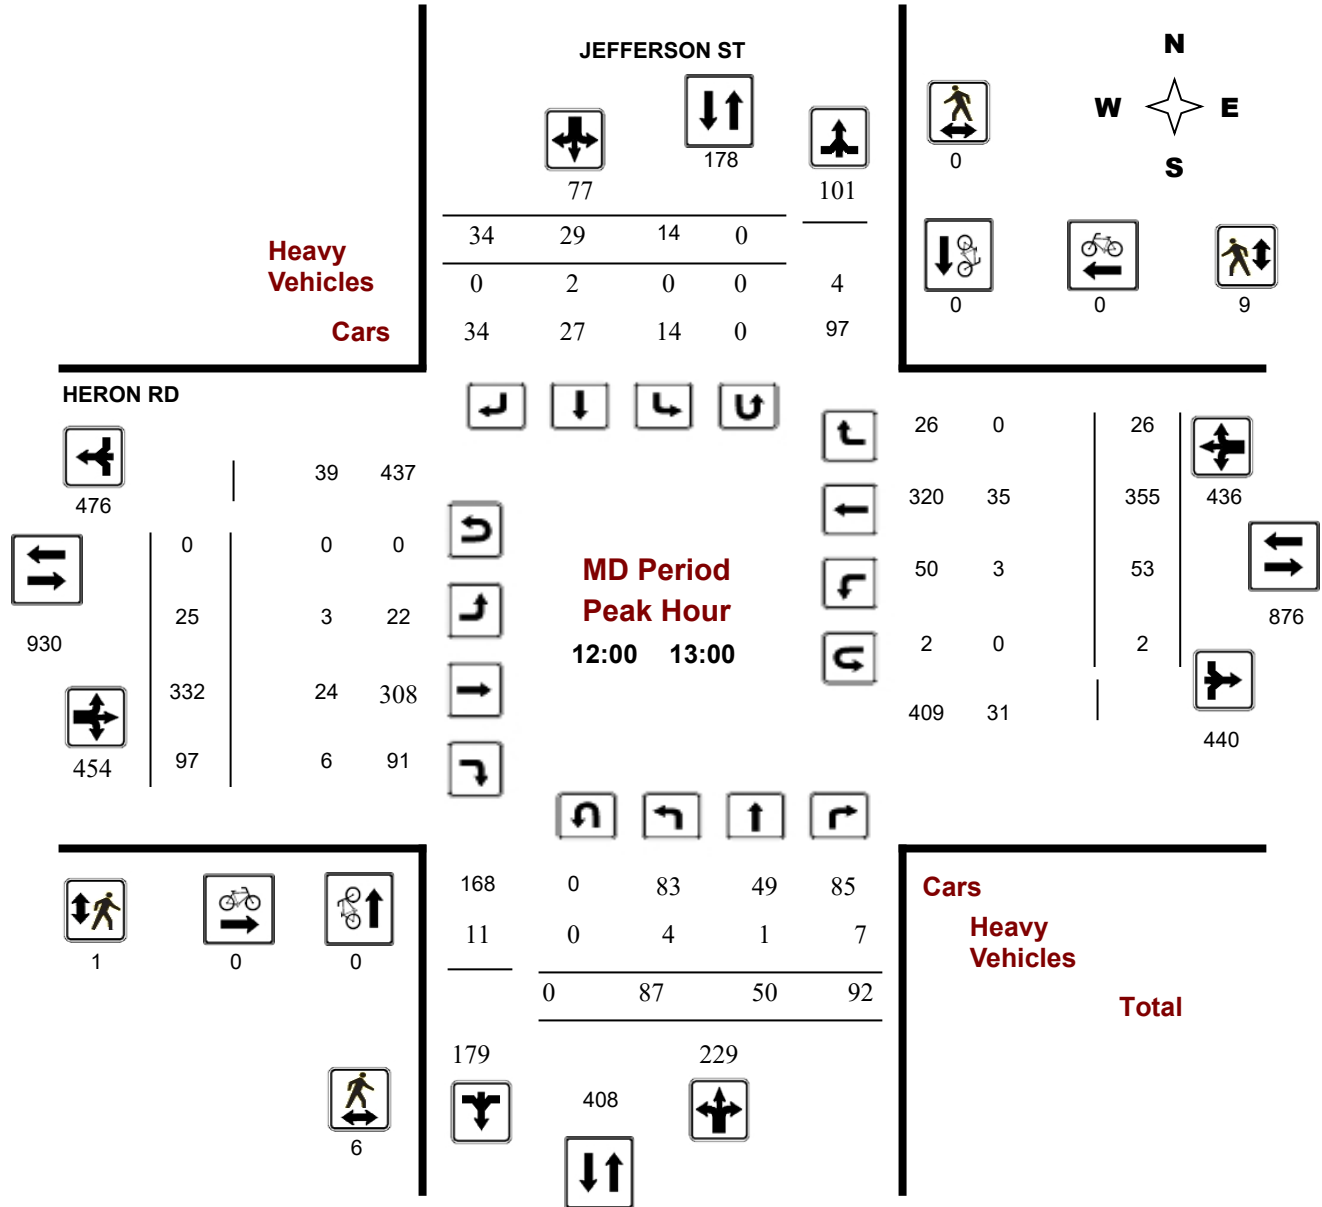 JEFFERSON ST
N
W E
S
178
0
77
101
34 29 14 0
Heavy
Vehicles
0 2 0 0 4
0 0 9
Cars
34 27 14 0 97
HERON RD
26 0 26
39 437
476
320 35 355 436
0 0 0
MD Period
50 3 53
Peak Hour
25 3 22
876
930
12:00 13:00
2 0 2
332 24 308
409 31
440
454
97 6 91
168 0 83 49 85
Cars
11 0 4 1 7
Heavy
Vehicles
1 0 0
0 87 50 92
Total
179 229
408
6